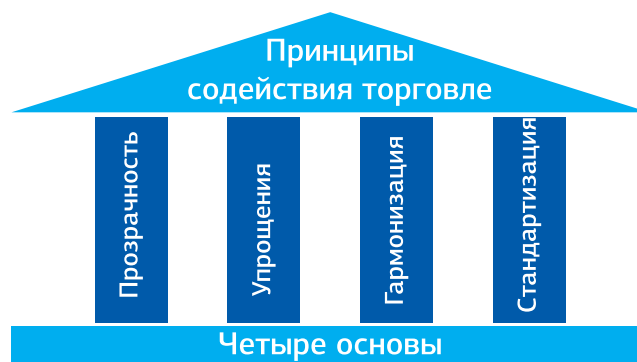 Принципы
содействия торговле
Прозрачность
Упрощения
Гармонизация
Стандартизация
Четыре основы